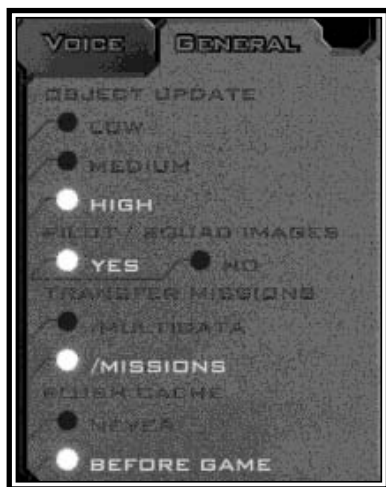 VOICE GENERAL
OBJECT UPDATE
LOW
MEDIUM
HIGH
PILOT / SQUAD IMAGES
YES NO
TRANSFER MISSIONS
/MULTIDATA
/MISSIONS
FLUSH CACHE
NEVER
BEFORE GAME